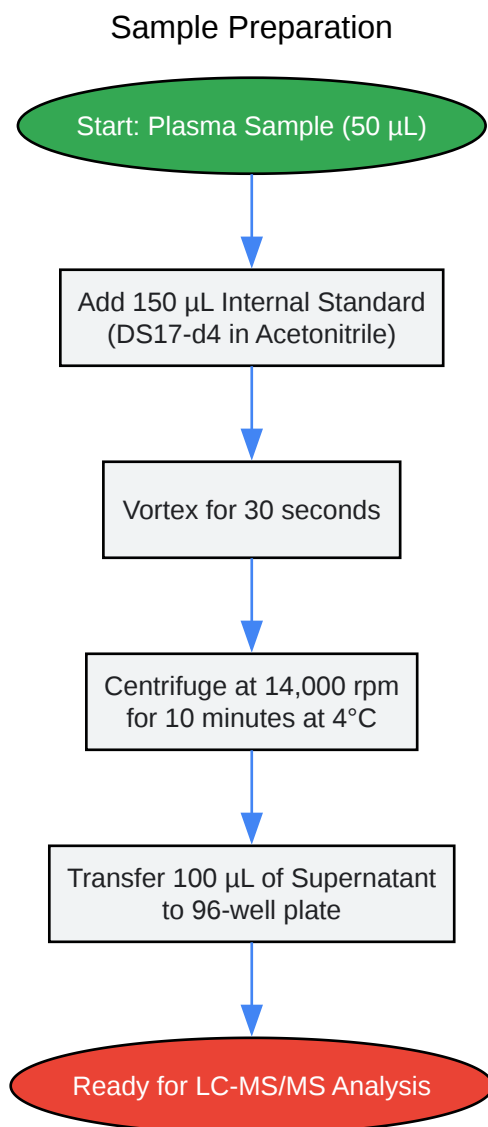 Sample Preparation
Start: Plasma Sample (50 µL)
Add 150 µL Internal Standard
(DS17-d4 in Acetonitrile)
Vortex for 30 seconds
Centrifuge at 14,000 rpm
for 10 minutes at 4°C
Transfer 100 µL of Supernatant
to 96-well plate
Ready for LC-MS/MS Analysis